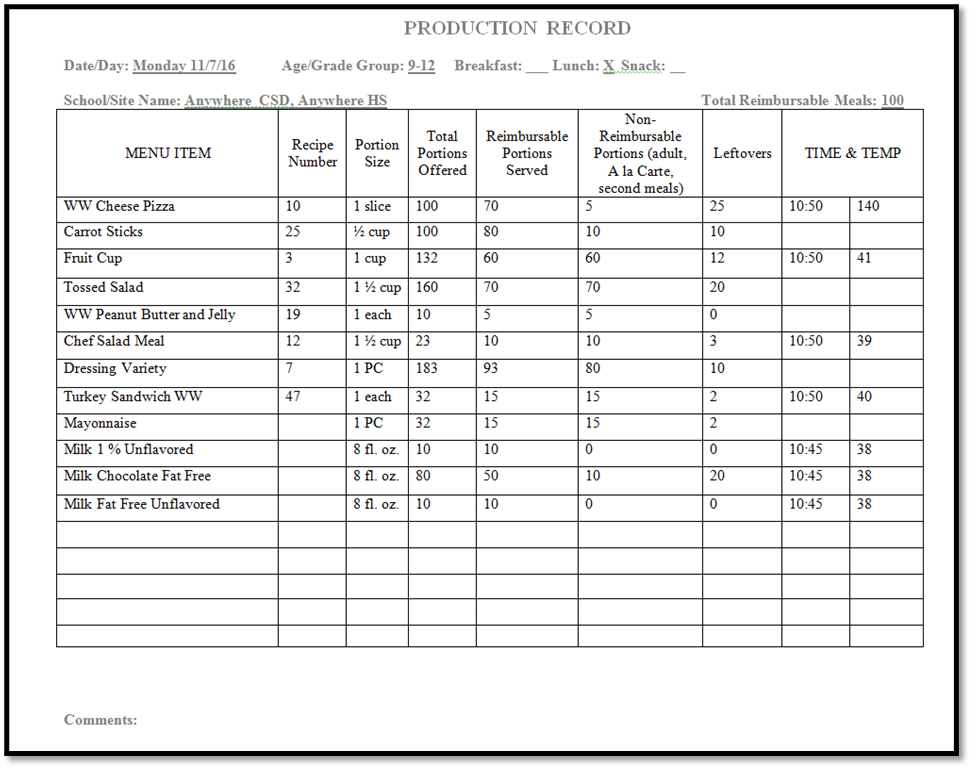 PRODUCTION RECORD
Date/Day: Monday 11/7/16 Age/Grade Group: 9-12 Breakfast: ___ Lunch: X Snack: __
School/Site Name: Anywhere CSD, Anywhere HS Total Reimbursable Meals: 100
MENU ITEM Recipe Number Portion Size Total Portions Offered Reimbursable Portions Served Non-Reimbursable Portions (adult, A la Carte, second meals) Leftovers TIME & TEMP
WW Cheese Pizza 10 1 slice 100 70 5 25 10:50 140
Carrot Sticks 25 ½ cup 100 80 10 10
Fruit Cup 3 1 cup 132 60 60 12 10:50 41
Tossed Salad 32 1 ½ cup 160 70 70 20
WW Peanut Butter and Jelly 19 1 each 10 5 5 0
Chef Salad Meal 12 1 ½ cup 23 10 10 3 10:50 39
Dressing Variety 7 1 PC 183 93 80 10
Turkey Sandwich WW 47 1 each 32 15 15 2 10:50 40
Mayonnaise 1 PC 32 15 15 2
Milk 1 % Unflavored 8 fl. oz. 10 10 0 0 10:45 38
Milk Chocolate Fat Free 8 fl. oz. 80 50 10 20 10:45 38
Milk Fat Free Unflavored 8 fl. oz. 10 10 0 0 10:45 38
Comments: